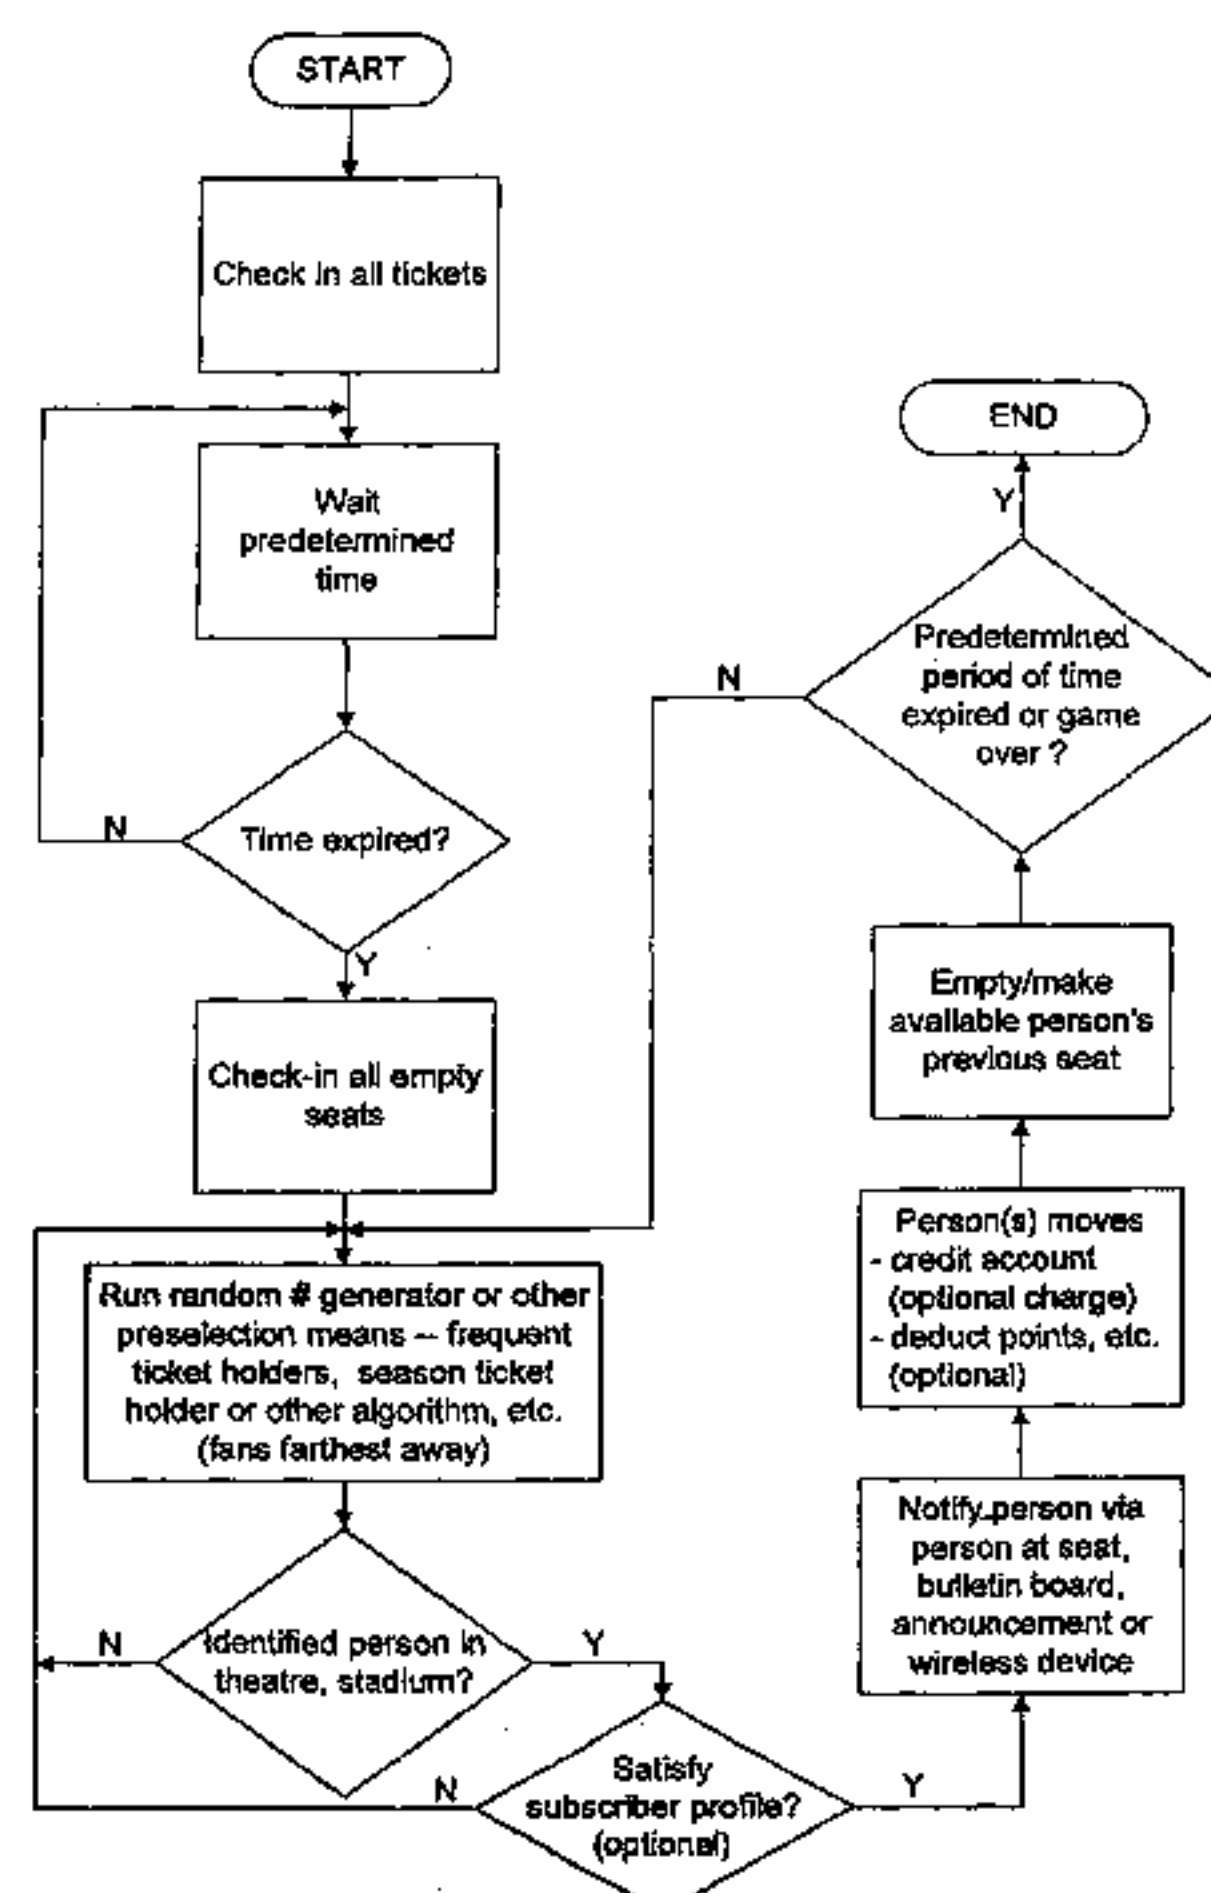 START
Check in all tickets
Wait
predetermined
time
N
Time expired?
Y
Check-in all empty
seats
Run random # generator or other
preselection means – frequent
ticket holders, season ticket
holder or other algorithm, etc.
(fans farthest away)
N
Identified person in
theatre, stadium?
Y
N
Satisfy
subscriber profile?
(optional)
Y
Notify person via
person at seat,
bulletin board,
announcement or
wireless device
Person(s) moves
- credit account
(optional charge)
- deduct points, etc.
(optional)
Empty/make
available person's
previous seat
N
Predetermined
period of time
expired or game
over ?
Y
END